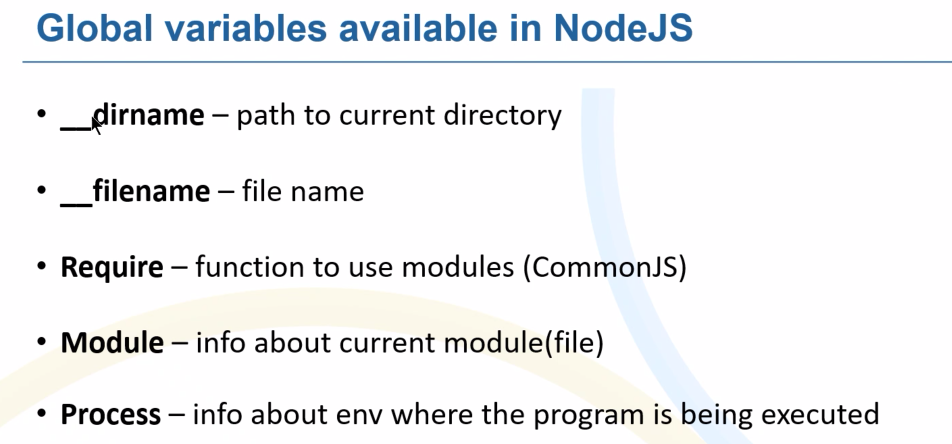 Global variables available in NodeJS
• __dirname – path to current directory
• __filename – file name
• Require – function to use modules (CommonJS)
• Module – info about current module(file)
• Process – info about env where the program is being executed